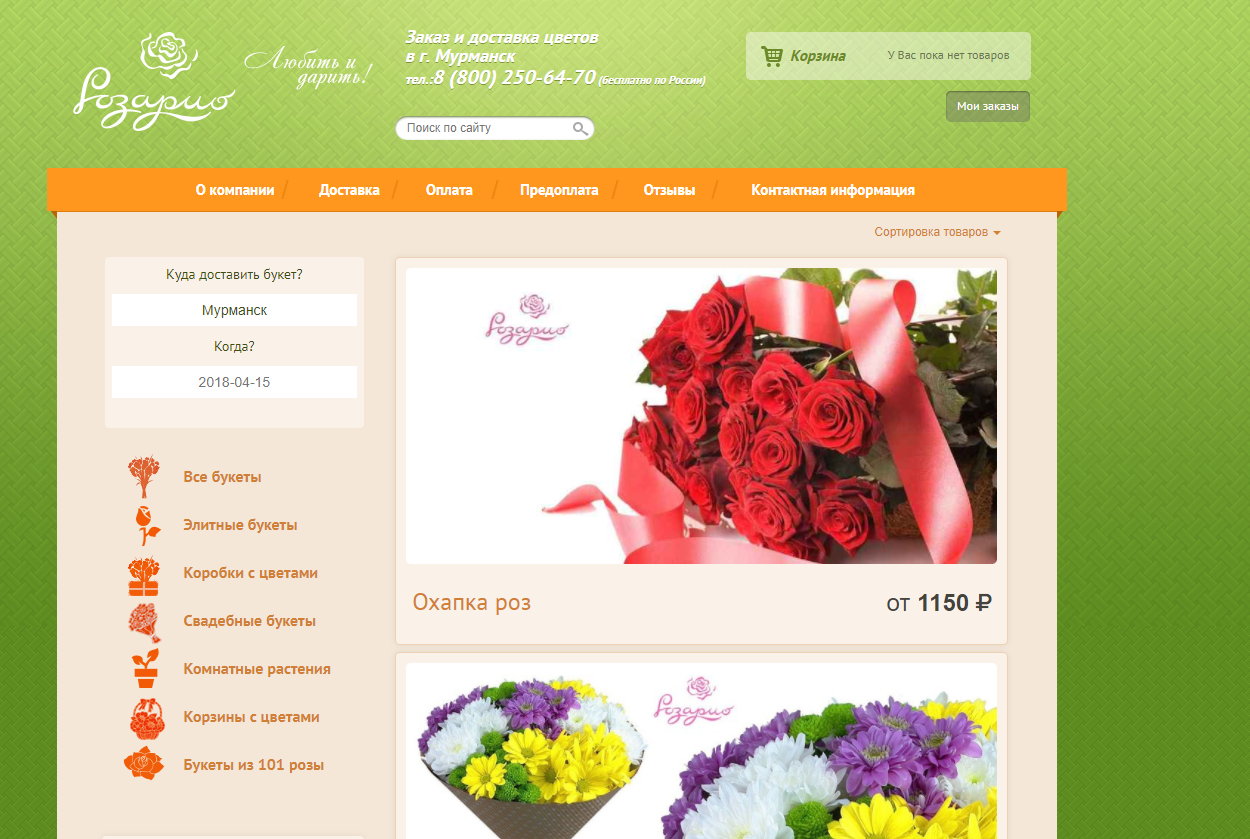 Розарио
Любить и
дарить!
Заказ и доставка цветов
в г. Мурманск
тел.:8 (800) 250-64-70 (бесплатно по России)
Поиск по сайту
Корзина
У Вас пока нет товаров
Мои заказы
О компании / Доставка / Оплата / Предоплата / Отзывы / Контактная информация
Сортировка товаров
Куда доставить букет?
Мурманск
Когда?
2018-04-15
Все букеты
Элитные букеты
Коробки с цветами
Свадебные букеты
Комнатные растения
Корзины с цветами
Букеты из 101 розы
Розарио
Охапка роз
от 1150 ₽
Розарио